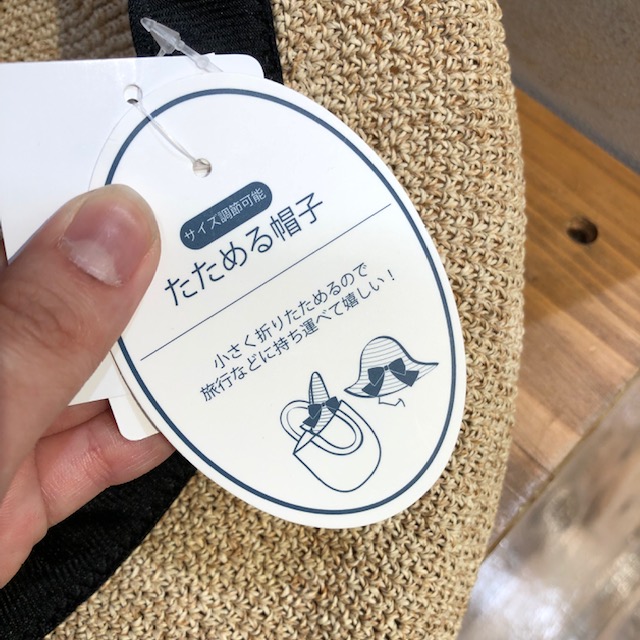 サイズ調節可能
たためる帽子
小さく折りたためるので
旅行などに持ち運べて嬉しい！